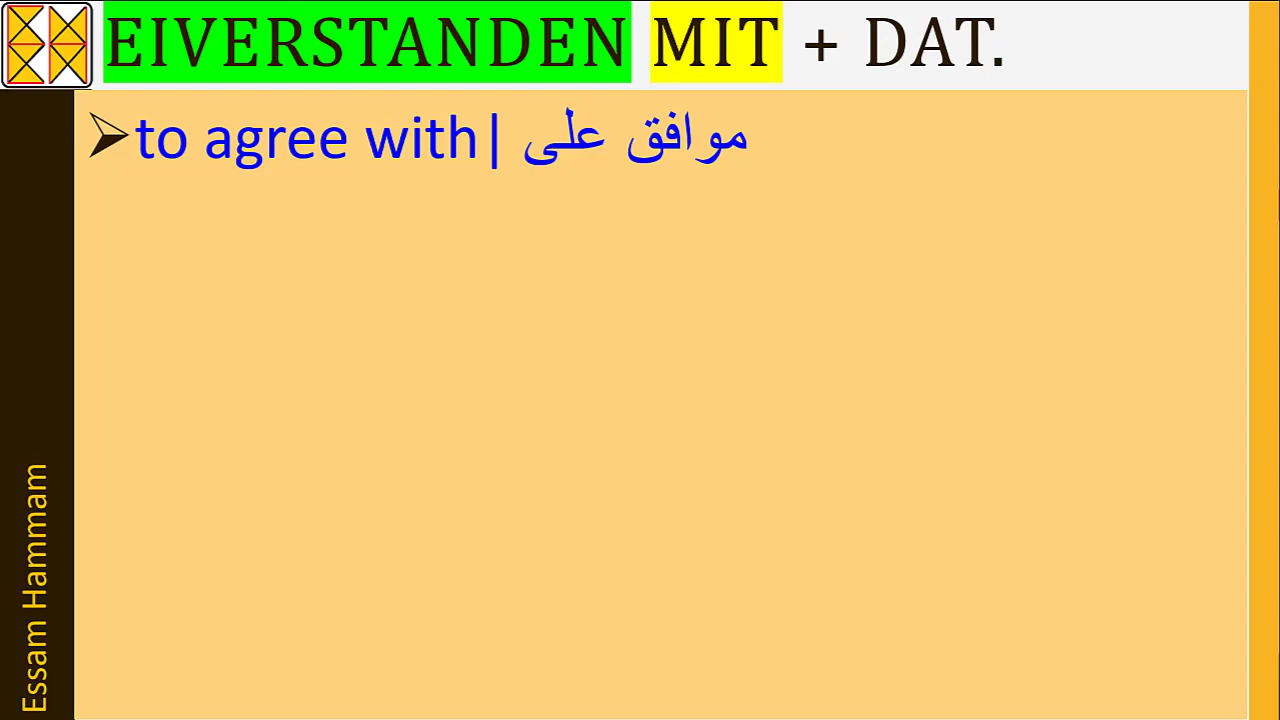 EIVERSTANDEN MIT + DAT.
to agree with| موافق على
Essam Hammam